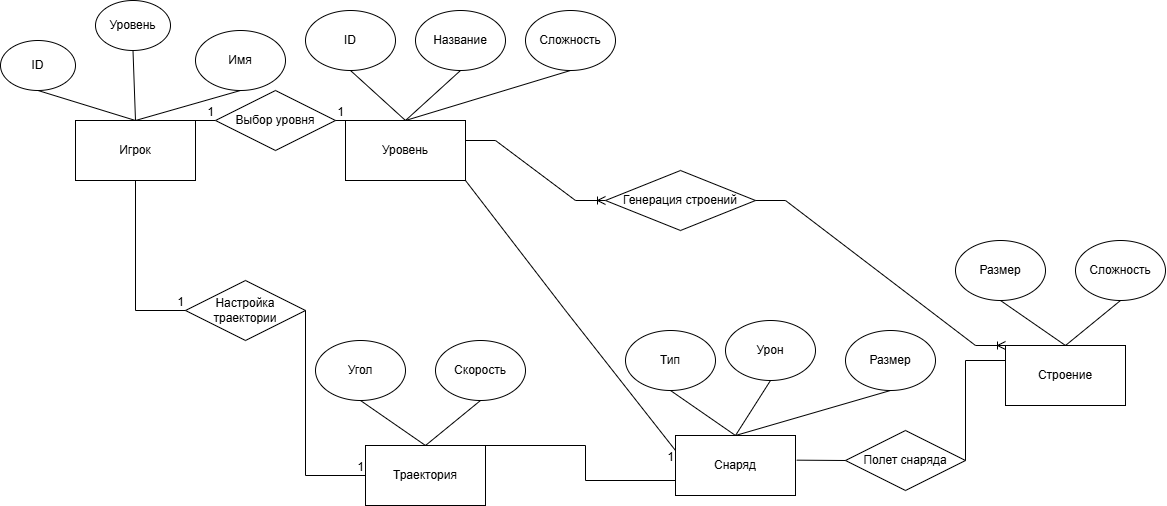 Уровень
ID
Имя
ID
Название
Сложность
1
Выбор уровня
1
Игрок
Уровень
Генерация строений
Размер
Сложность
1
Настройка
траектории
Угол
Скорость
Тип
Урон
Размер
Строение
1
Траектория
1
Снаряд
Полет снаряда